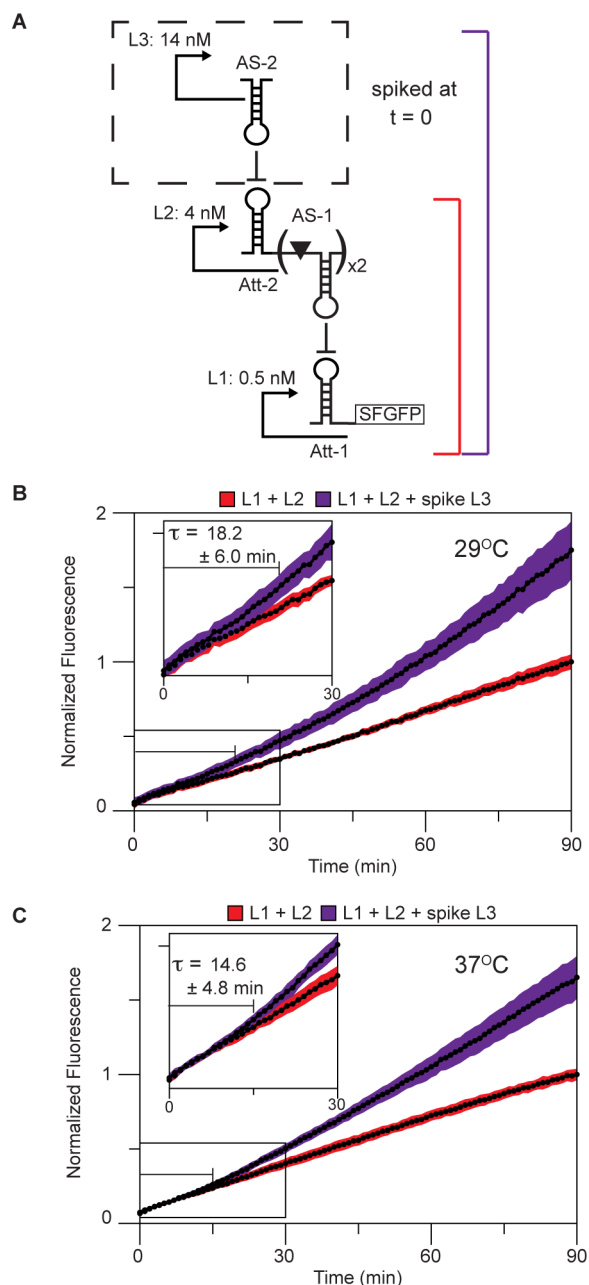 A
L3: 14 nM
AS-2
spiked at
t = 0
L2: 4 nM
AS-1
x2
Att-2
L1: 0.5 nM
SFGFP
Att-1
B
L1 + L2 L1 + L2 + spike L3
2
τ = 18.2
± 6.0 min
29°C
Normalized Fluorescence
1
0 30
0
0 30 60 90
Time (min)
C
L1 + L2 L1 + L2 + spike L3
2
τ = 14.6
± 4.8 min
37°C
Normalized Fluorescence
1
0 30
0
0 30 60 90
Time (min)